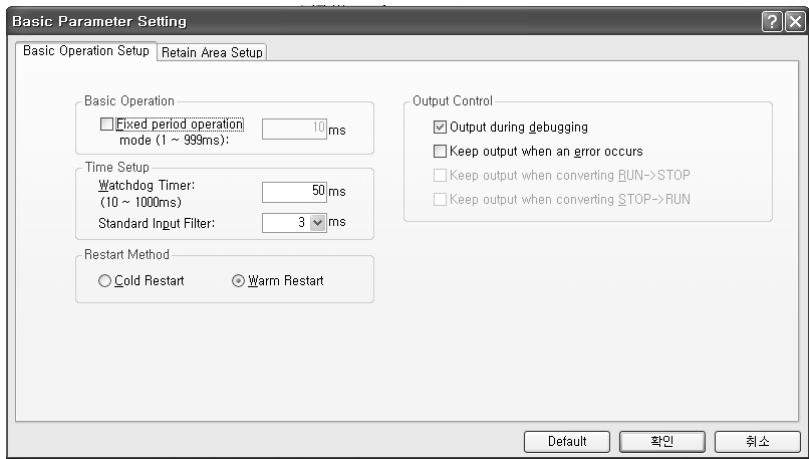 Basic Parameter Setting
Basic Operation Setup
Retain Area Setup
Basic Operation
Fixed period operation
mode (1 ~ 999ms):
10 ms
Time Setup
Watchdog Timer:
(10 ~ 1000ms)
50 ms
Standard Input Filter:
3 ms
Restart Method
Cold Restart
Warm Restart
Output Control
Output during debugging
Keep output when an error occurs
Keep output when converting RUN->STOP
Keep output when converting STOP->RUN
Default
확인
취소